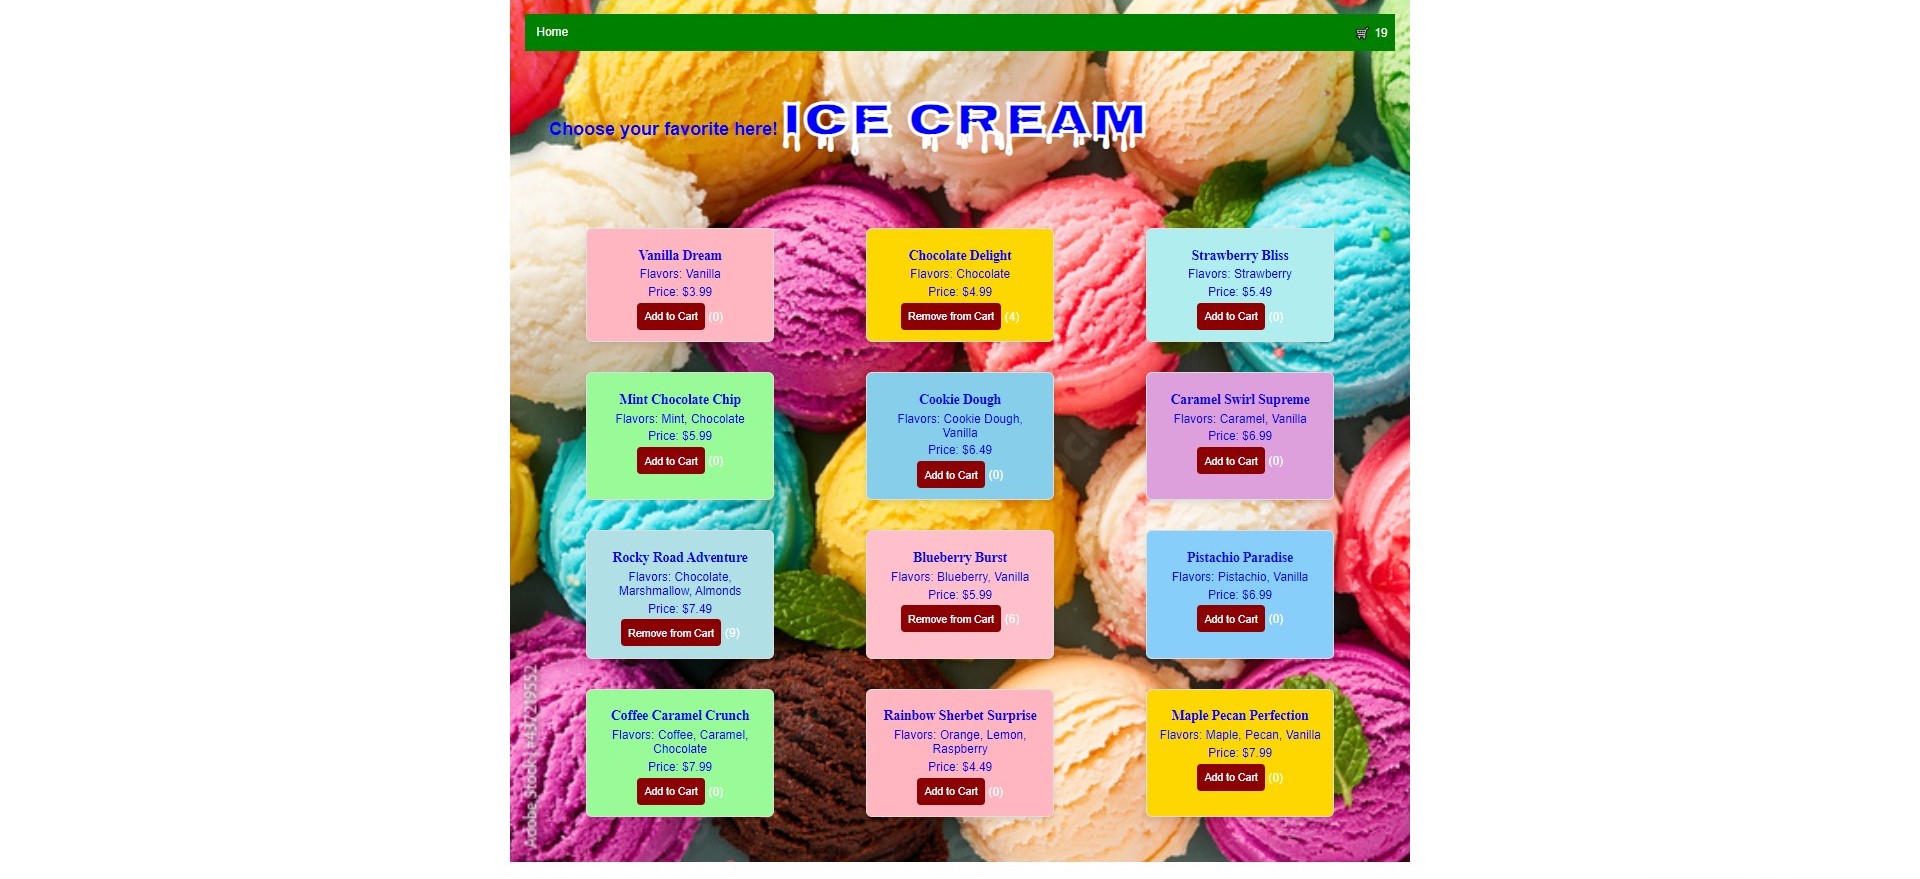 Home 19
Choose your favorite here! ICE CREAM
Vanilla Dream
Flavors: Vanilla
Price: $3.99
Add to Cart (0)
Chocolate Delight
Flavors: Chocolate
Price: $4.99
Remove from Cart (4)
Strawberry Bliss
Flavors: Strawberry
Price: $5.49
Add to Cart (0)
Mint Chocolate Chip
Flavors: Mint, Chocolate
Price: $5.99
Add to Cart (0)
Cookie Dough
Flavors: Cookie Dough,
Vanilla
Price: $6.49
Add to Cart (0)
Caramel Swirl Supreme
Flavors: Caramel, Vanilla
Price: $6.99
Add to Cart (0)
Rocky Road Adventure
Flavors: Chocolate,
Marshmallow, Almonds
Price: $7.49
Remove from Cart (9)
Blueberry Burst
Flavors: Blueberry, Vanilla
Price: $5.99
Remove from Cart (6)
Pistachio Paradise
Flavors: Pistachio, Vanilla
Price: $6.99
Add to Cart (0)
Coffee Caramel Crunch
Flavors: Coffee, Caramel,
Chocolate
Price: $7.99
Add to Cart (0)
Rainbow Sherbet Surprise
Flavors: Orange, Lemon,
Raspberry
Price: $4.49
Add to Cart (0)
Maple Pecan Perfection
Flavors: Maple, Pecan, Vanilla
Price: $7.99
Add to Cart (0)
Adobe Stock | #437219552